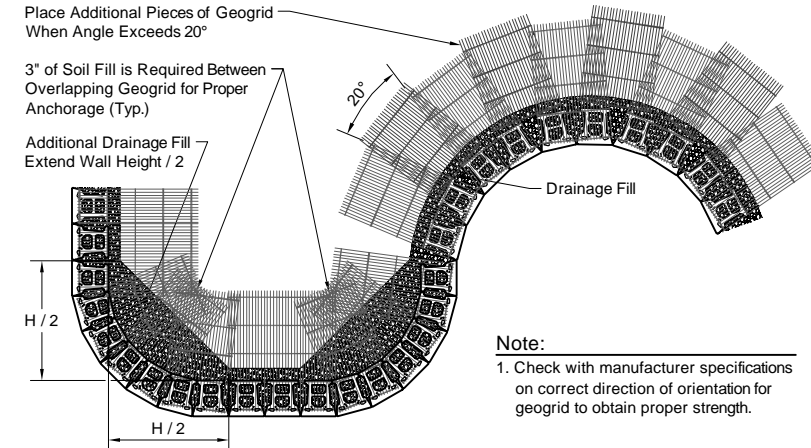 Place Additional Pieces of Geogrid
When Angle Exceeds 20°
3" of Soil Fill is Required Between
Overlapping Geogrid for Proper
Anchorage (Typ.)
Additional Drainage Fill
Extend Wall Height / 2
20°
Drainage Fill
H / 2
H / 2
Note:
1. Check with manufacturer specifications
on correct direction of orientation for
geogrid to obtain proper strength.